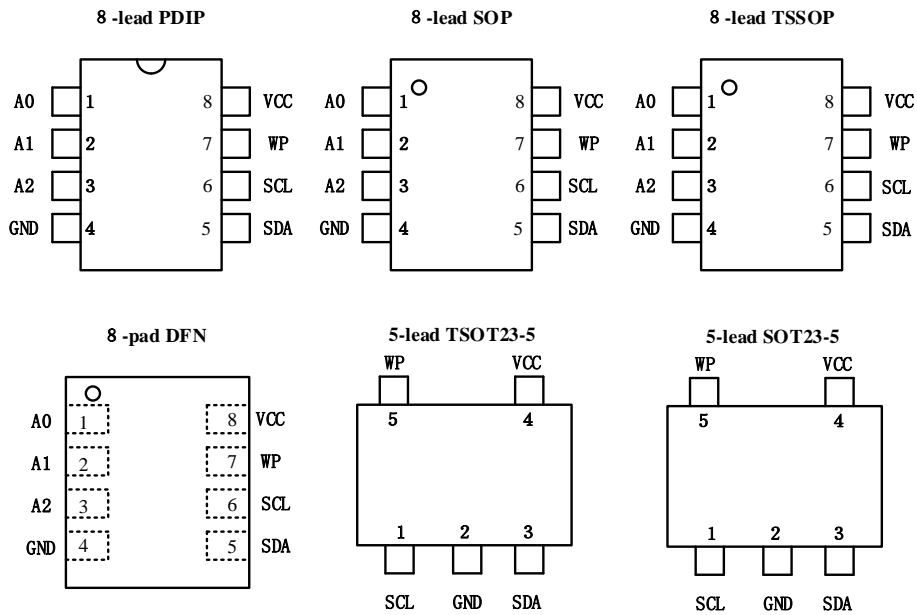 8 -lead PDIP 8 -lead SOP 8 -lead TSSOP
A0 1 8 VCC A0 1 8 VCC A0 1 8 VCC
A1 2 7 WP A1 2 7 WP A1 2 7 WP
A2 3 6 SCL A2 3 6 SCL A2 3 6 SCL
GND 4 5 SDA GND 4 5 SDA GND 4 5 SDA
8 -pad DFN 5-lead TSOT23-5 5-lead SOT23-5
WP VCC WP VCC
A0 1 8 VCC 5 4 5 4
A1 2 7 WP
A2 3 6 SCL
GND 4 5 SDA 1 2 3 1 2 3
SCL GND SDA SCL GND SDA